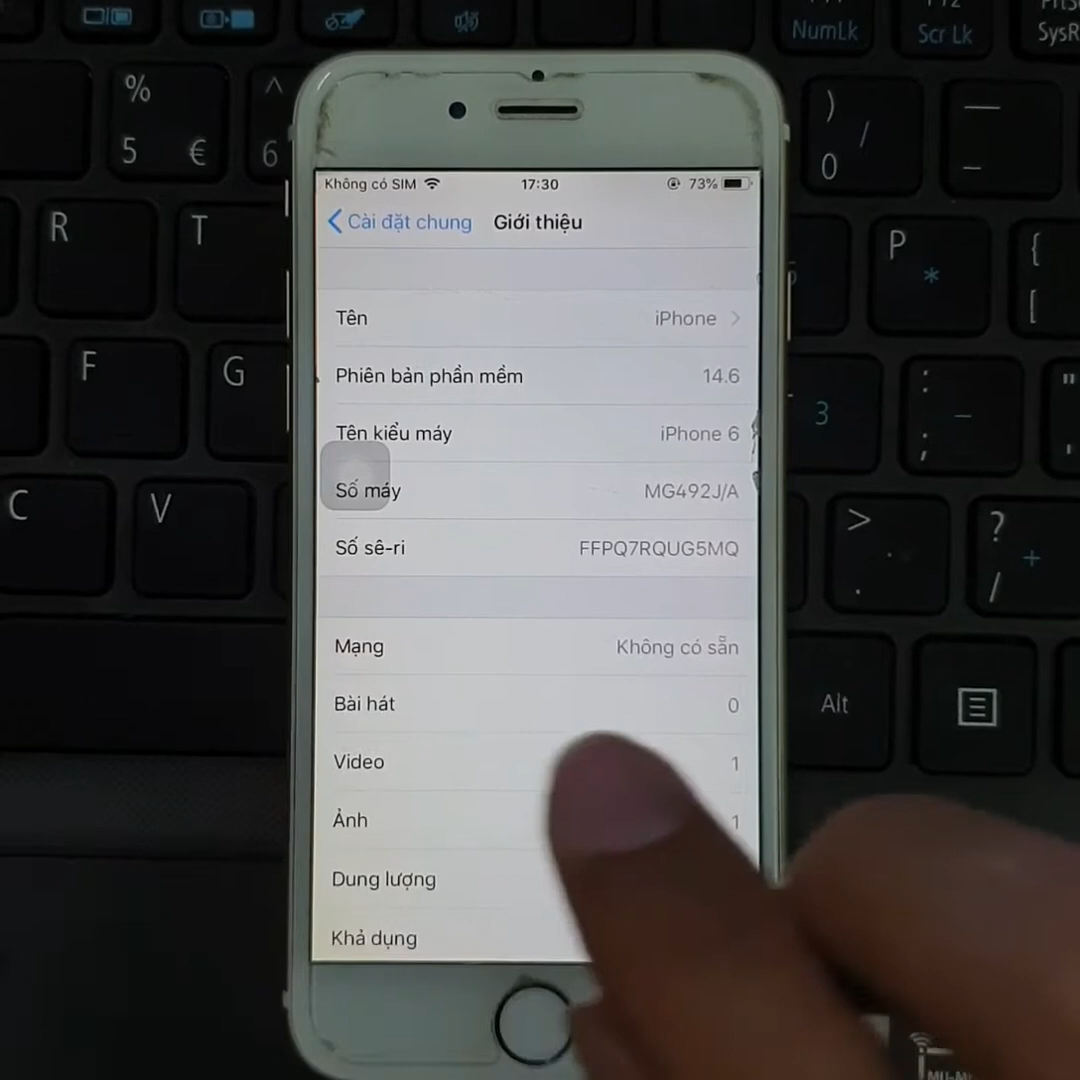 NumLk
Scr Lk
SysR
%
5 €
^
6
)
0 /
—
–
R
T
P
*
{
[
F
G
3
:
;
"
'
C
V
>
.
?
/ +
Alt
Không có SIM 17:30 73%
Cài đặt chung Giới thiệu
Tên iPhone
Phiên bản phần mềm 14.6
Tên kiểu máy iPhone 6
Số máy MG492J/A
Số sê-ri FFPQ7RQUG5MQ
Mạng Không có sẵn
Bài hát 0
Video 1
Ảnh 1
Dung lượng
Khả dụng